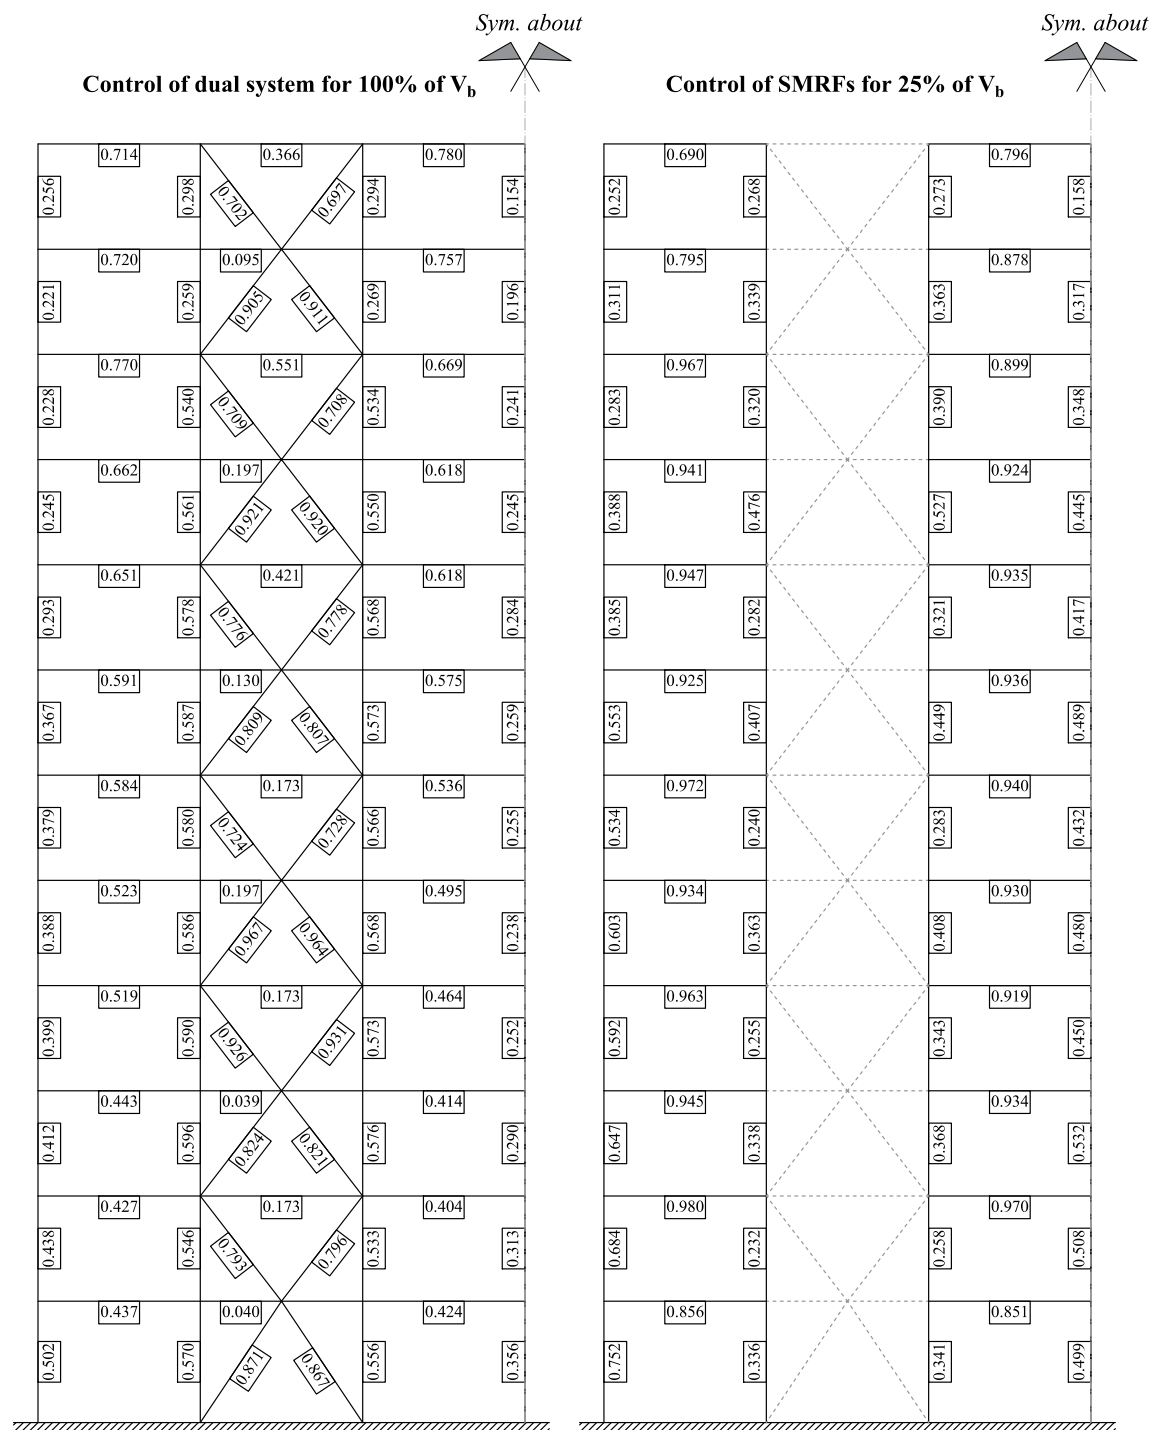 Sym. about
Sym. about
Control of dual system for 100% of Vb
Control of SMRFs for 25% of Vb
0.714 0.366 0.780
0.256 0.298 0.702 0.697 0.294 0.154
0.720 0.095 0.757
0.221 0.259 0.905 0.911 0.269 0.196
0.770 0.551 0.669
0.228 0.540 0.709 0.708 0.534 0.241
0.662 0.197 0.618
0.245 0.561 0.921 0.920 0.550 0.245
0.651 0.421 0.618
0.293 0.578 0.776 0.778 0.568 0.284
0.591 0.130 0.575
0.367 0.587 0.809 0.807 0.573 0.259
0.584 0.173 0.536
0.379 0.580 0.724 0.728 0.566 0.255
0.523 0.197 0.495
0.388 0.586 0.967 0.964 0.568 0.238
0.519 0.173 0.464
0.399 0.590 0.926 0.931 0.573 0.252
0.443 0.039 0.414
0.412 0.596 0.824 0.821 0.576 0.290
0.427 0.173 0.404
0.438 0.546 0.793 0.796 0.533 0.313
0.437 0.040 0.424
0.502 0.570 0.871 0.867 0.556 0.356
0.690 0.796
0.252 0.268 0.273 0.158
0.795 0.878
0.311 0.339 0.363 0.317
0.967 0.899
0.283 0.320 0.390 0.348
0.941 0.924
0.388 0.476 0.527 0.445
0.947 0.935
0.385 0.282 0.321 0.417
0.925 0.936
0.553 0.407 0.449 0.489
0.972 0.940
0.534 0.240 0.283 0.432
0.934 0.930
0.603 0.363 0.408 0.480
0.963 0.919
0.592 0.255 0.343 0.450
0.945 0.934
0.647 0.338 0.368 0.532
0.980 0.970
0.684 0.232 0.258 0.508
0.856 0.851
0.752 0.336 0.341 0.499